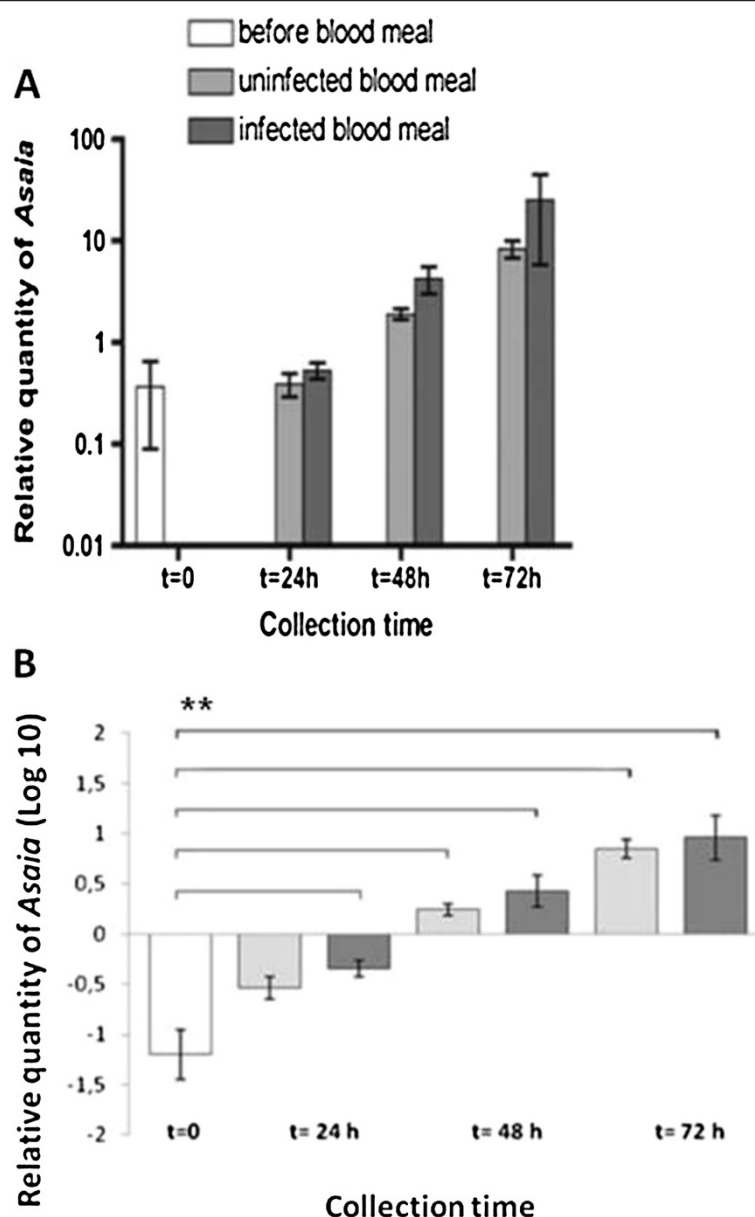 before blood meal
A
uninfected blood meal
infected blood meal
Rolative quantity of Asaia
100
10
1
0.1
0.01
t=0 t=24h t=48h t=72h
Collection time
B
**
Relative quantity of Asaia (Log 10)
2
1,5
1
0,5
0
-0,5
-1
-1,5
-2
t=0 t= 24 h t= 48 h t= 72 h
Collection time